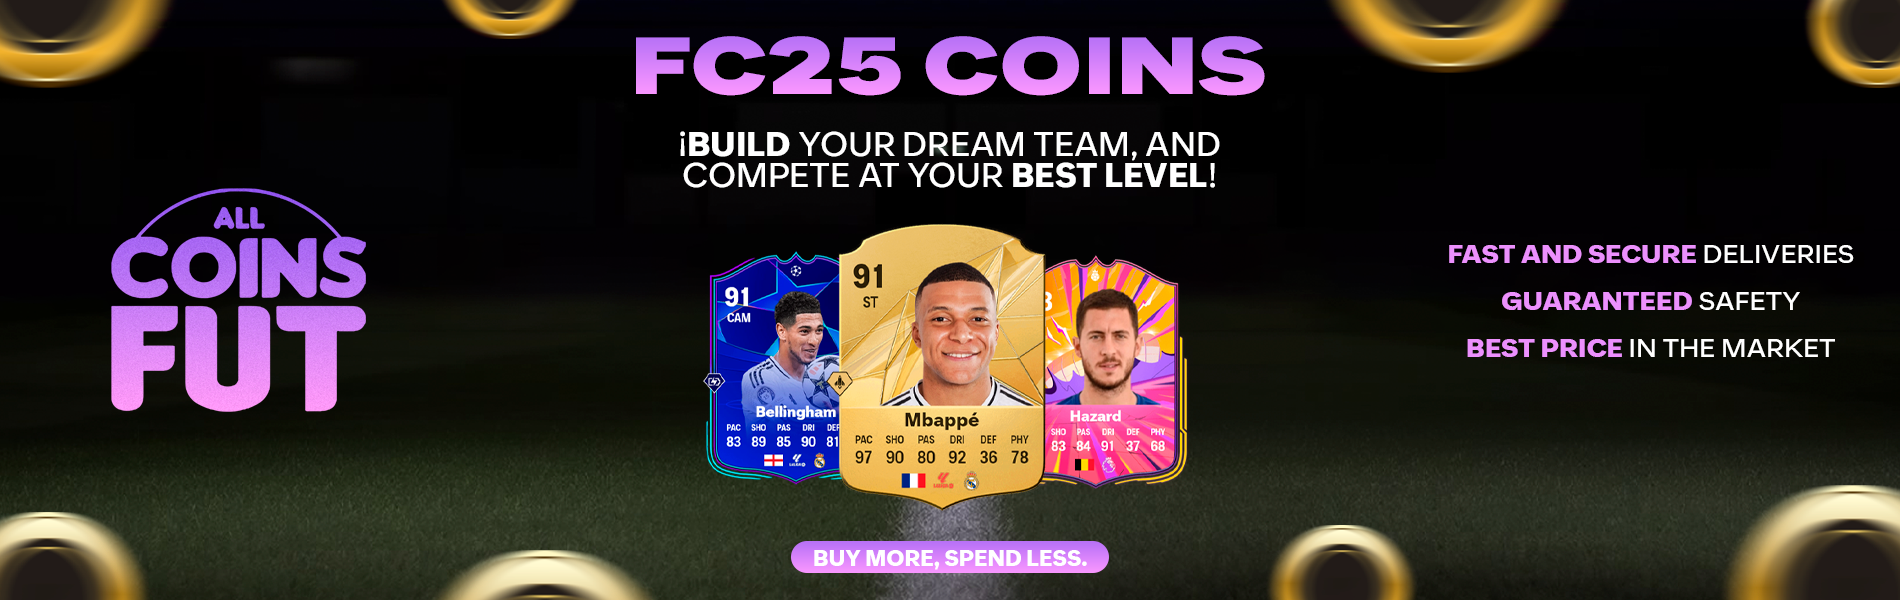 FC25 COINS
¡BUILD YOUR DREAM TEAM, AND
COMPETE AT YOUR BEST LEVEL!
ALL
COINS
FUT
91
CAM
Bellingham
PAC SHO PAS DRI DEF
83 89 85 90 81
91
ST
Mbappé
PAC SHO PAS DRI DEF PHY
97 90 80 92 36 78
Hazard
SHO PAS DRI DEF PHY
83 84 91 37 68
FAST AND SECURE DELIVERIES
GUARANTEED SAFETY
BEST PRICE IN THE MARKET
BUY MORE, SPEND LESS.